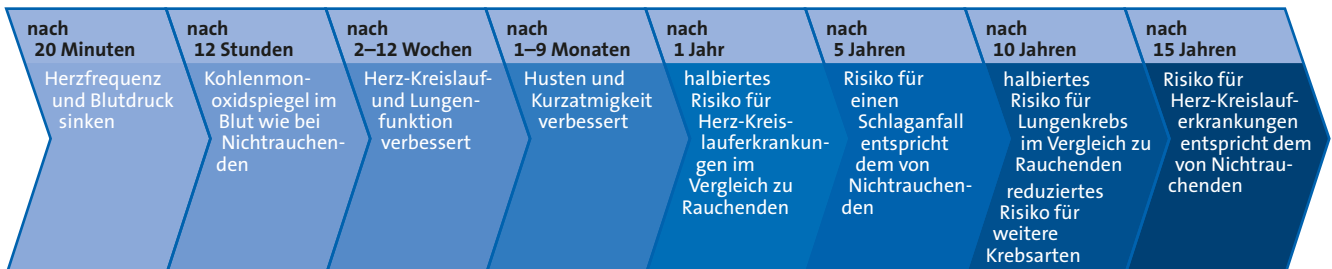 nach
20 Minuten
Herzfrequenz
und Blutdruck
sinken
nach
12 Stunden
Kohlenmon-
oxidspiegel im
Blut wie bei
Nichtrauchen-
den
nach
2–12 Wochen
Herz-Kreislauf-
und Lungen-
funktion
verbessert
nach
1–9 Monaten
Husten und
Kurzatmigkeit
verbessert
nach
1 Jahr
halbiertes
Risiko für
Herz-Kreis-
lauferkrankun-
gen im
Vergleich zu
Rauchenden
nach
5 Jahren
Risiko für
einen
Schlaganfall
entspricht
dem von
Nichtrauchen-
den
nach
10 Jahren
halbiertes
Risiko für
Lungenkrebs
im Vergleich zu
Rauchenden
reduziertes
Risiko für
weitere
Krebsarten
nach
15 Jahren
Risiko für
Herz-Kreislauf-
erkrankungen
entspricht dem
von Nichtrau-
chenden